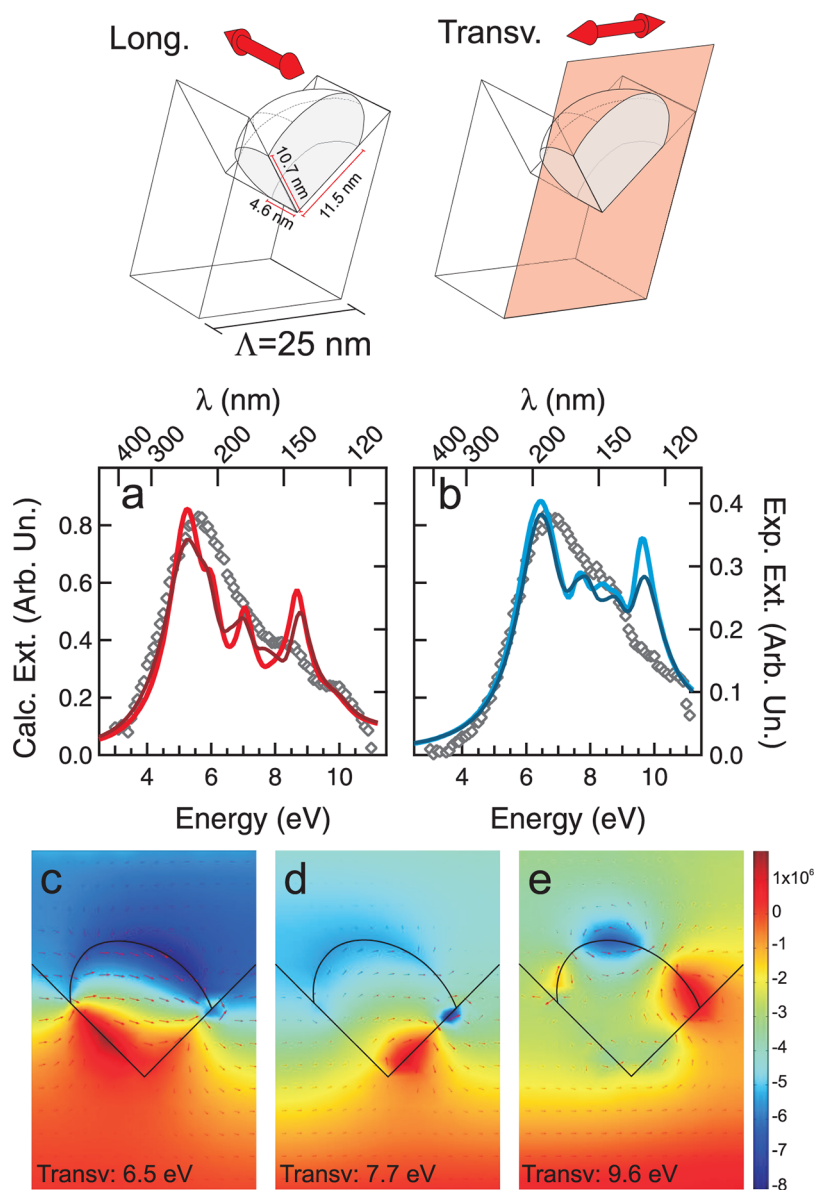 Long.
Transv.
10.7 nm
4.6 nm
11.5 nm
Λ=25 nm
λ (nm)
λ (nm)
400 300 200 150 120
400 300 200 150 120
a
b
Calc. Ext. (Arb. Un.)
0.8
0.6
0.4
0.2
0.0
0.4
0.3
0.2
0.1
0.0
Exp. Ext. (Arb. Un.)
4 6 8 10
4 6 8 10
Energy (eV)
Energy (eV)
c
d
e
Transv: 6.5 eV
Transv: 7.7 eV
Transv: 9.6 eV
1x10⁶
0
-1
-2
-3
-4
-5
-6
-7
-8